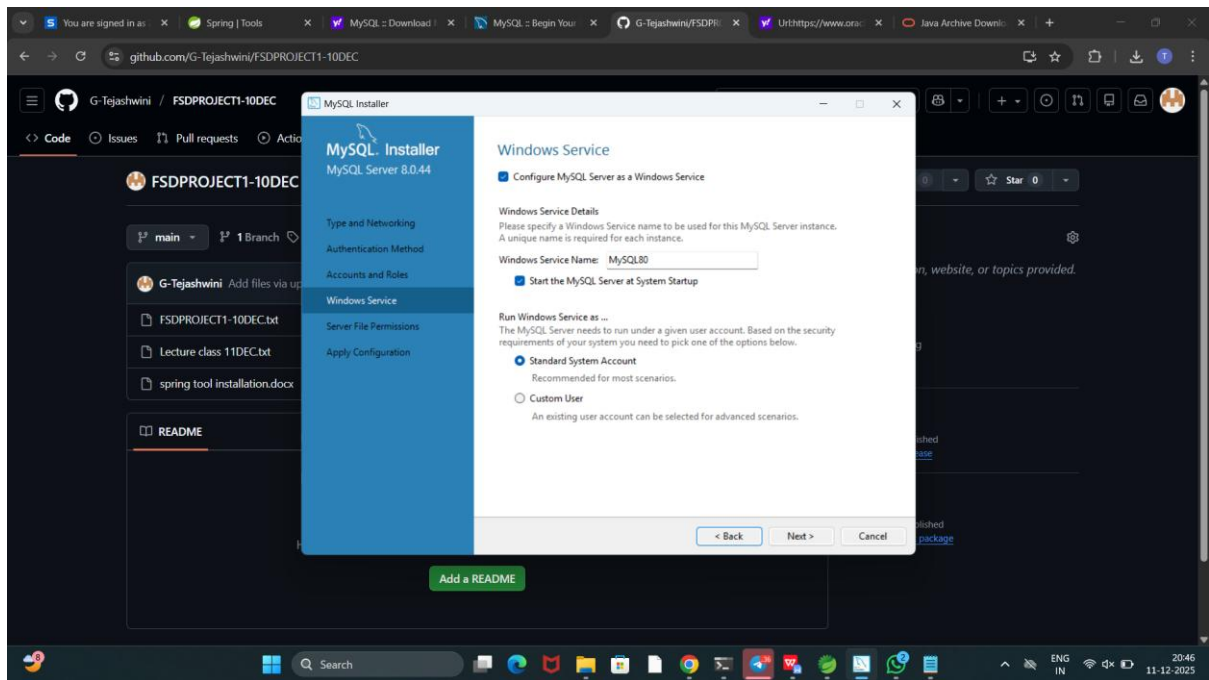 You are signed in as
Spring | Tools
MySQL :: Download
MySQL :: Begin Your
G-Tejashwini/FSDPR
Url:https://www.orac
Java Archive Downlo
github.com/G-Tejashwini/FSDPROJECT1-10DEC
G-Tejashwini / FSDPROJECT1-10DEC
Code
Issues
Pull requests
Actio
FSDPROJECT1-10DEC
0
Star 0
main
1 Branch
on, website, or topics provided.
G-Tejashwini Add files via up
FSDPROJECT1-10DEC.txt
Lecture class 11DEC.txt
g
spring tool installation.docx
README
ished
ease
olished
package
H
Add a README
MySQL Installer
MySQL. Installer
MySQL Server 8.0.44
Type and Networking
Authentication Method
Accounts and Roles
Windows Service
Server File Permissions
Apply Configuration
Windows Service
Configure MySQL Server as a Windows Service
Windows Service Details
Please specify a Windows Service name to be used for this MySQL Server instance.
A unique name is required for each instance.
Windows Service Name: MySQL80
Start the MySQL Server at System Startup
Run Windows Service as ...
The MySQL Server needs to run under a given user account. Based on the security
requirements of your system you need to pick one of the options below.
Standard System Account
Recommended for most scenarios.
Custom User
An existing user account can be selected for advanced scenarios.
< Back
Next >
Cancel
8
Search
2
ENG
IN
20:46
11-12-2025